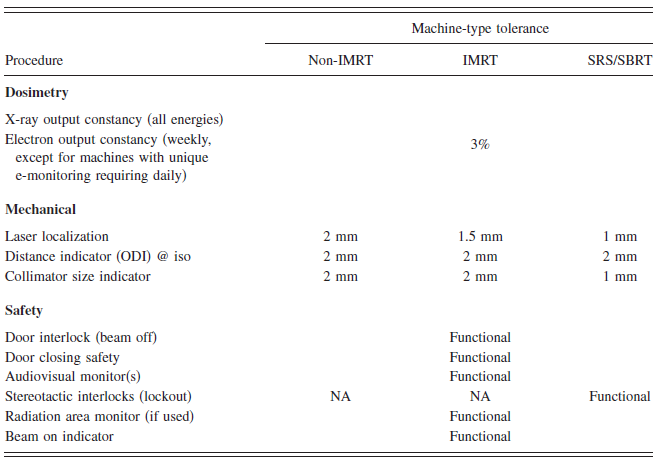 Machine-type tolerance
Procedure Non-IMRT IMRT SRS/SBRT
Dosimetry
X-ray output constancy (all energies)
Electron output constancy (weekly,
except for machines with unique
e-monitoring requiring daily)
3%
Mechanical
Laser localization 2 mm 1.5 mm 1 mm
Distance indicator (ODI) @ iso 2 mm 2 mm 2 mm
Collimator size indicator 2 mm 2 mm 1 mm
Safety
Door interlock (beam off) Functional
Door closing safety Functional
Audiovisual monitor(s) Functional
Stereotactic interlocks (lockout) NA NA Functional
Radiation area monitor (if used) Functional
Beam on indicator Functional